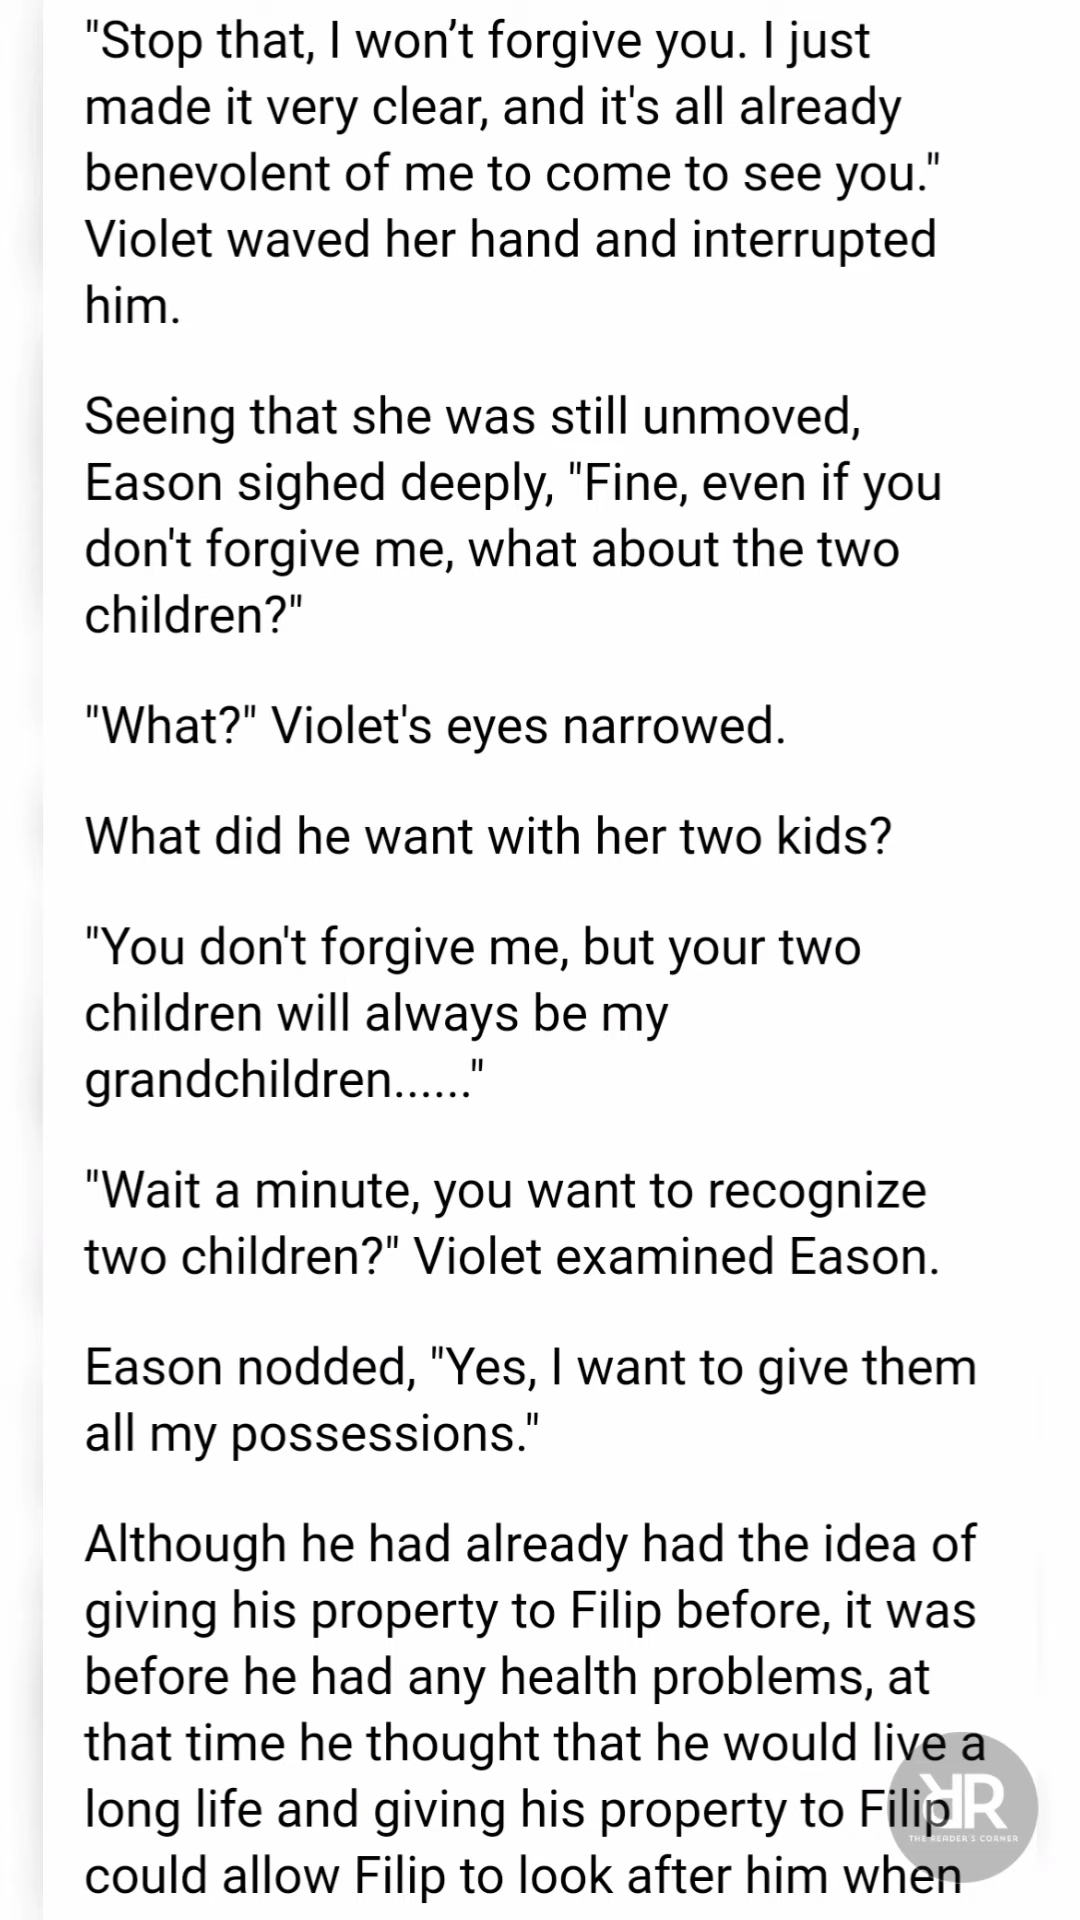 "Stop that, I won’t forgive you. I just
made it very clear, and it's all already
benevolent of me to come to see you."
Violet waved her hand and interrupted
him.
Seeing that she was still unmoved,
Eason sighed deeply, "Fine, even if you
don't forgive me, what about the two
children?"
"What?" Violet's eyes narrowed.
What did he want with her two kids?
"You don't forgive me, but your two
children will always be my
grandchildren......"
"Wait a minute, you want to recognize
two children?" Violet examined Eason.
Eason nodded, "Yes, I want to give them
all my possessions."
Although he had already had the idea of
giving his property to Filip before, it was
before he had any health problems, at
that time he thought that he would live a
long life and giving his property to Filip
could allow Filip to look after him when
RR
THE READER'S CORNER